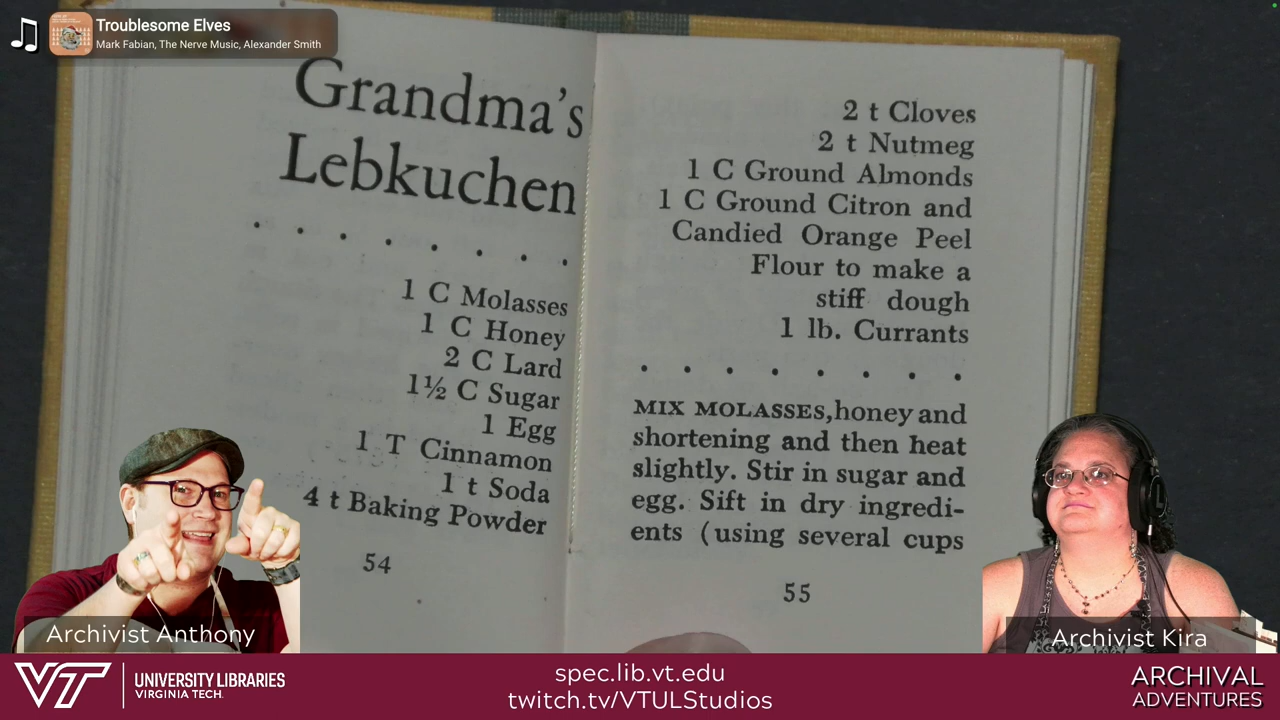 Troublesome Elves
Mark Fabian, The Nerve Music, Alexander Smith
Grandma's
Lebkuchen
1 C Molasses
1 C Honey
2 C Lard
1½ C Sugar
1 Egg
1 T Cinnamon
1 t Soda
4 t Baking Powder
54
2 t Cloves
2 t Nutmeg
1 C Ground Almonds
1 C Ground Citron and
Candied Orange Peel
Flour to make a
stiff dough
1 lb. Currants
MIX MOLASSES, honey and
shortening and then heat
slightly. Stir in sugar and
egg. Sift in dry ingredi-
ents (using several cups
55
Archivist Anthony
Archivist Kira
VT
UNIVERSITY LIBRARIES
VIRGINIA TECH
spec.lib.vt.edu
twitch.tv/VTULStudios
ARCHIVAL
ADVENTURES